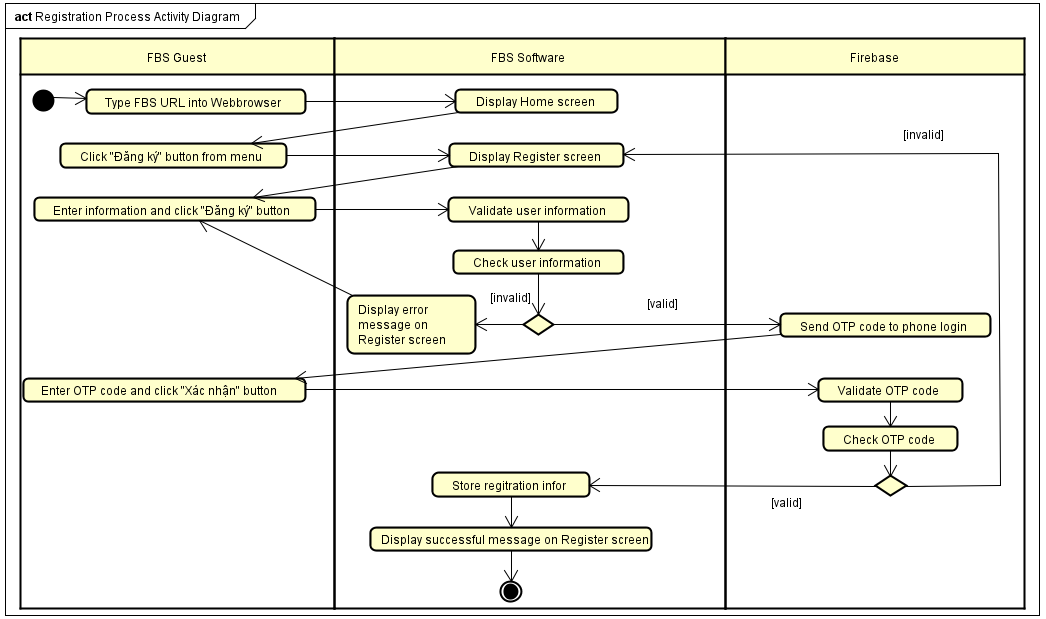 act Registration Process Activity Diagram
FBS Guest
FBS Software
Firebase
Type FBS URL into Webbrowser
Display Home screen
[invalid]
Click "Đăng ký" button from menu
Display Register screen
Enter information and click "Đăng ký" button
Validate user information
Check user information
[invalid]
[valid]
Display error
message on
Register screen
Send OTP code to phone login
Enter OTP code and click "Xác nhận" button
Validate OTP code
Check OTP code
Store regitration infor
[valid]
Display successful message on Register screen